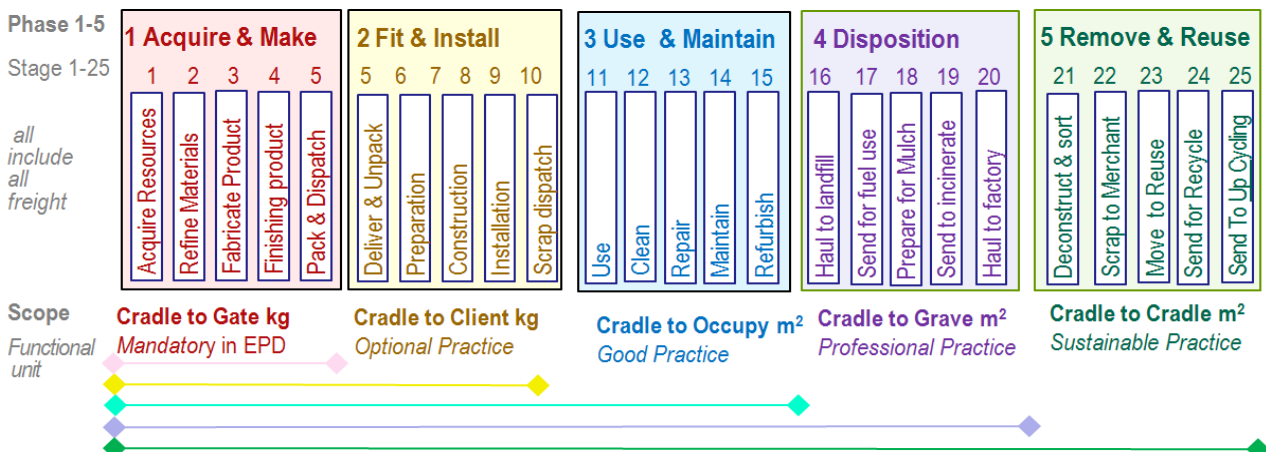 Phase 1-5
1 Acquire & Make
2 Fit & Install
3 Use & Maintain
4 Disposition
5 Remove & Reuse
Stage 1-25
1 2 3 4 5
5 6 7 8 9 10
11 12 13 14 15
16 17 18 19 20
21 22 23 24 25
all
include
all
freight
Acquire Resources
Refine Materials
Fabricate Product
Finishing product
Pack & Dispatch
Deliver & Unpack
Preparation
Construction
Installation
Scrap dispatch
Use
Clean
Repair
Maintain
Refurbish
Haul to landfill
Send for fuel use
Prepare for Mulch
Send to incinerate
Haul to factory
Deconstruct & sort
Scrap to Merchant
Move to Reuse
Send for Recycle
Send To Up Cycling
Scope
Functional
unit
Cradle to Gate kg
Mandatory in EPD
Cradle to Client kg
Optional Practice
Cradle to Occupy m²
Good Practice
Cradle to Grave m²
Professional Practice
Cradle to Cradle m²
Sustainable Practice